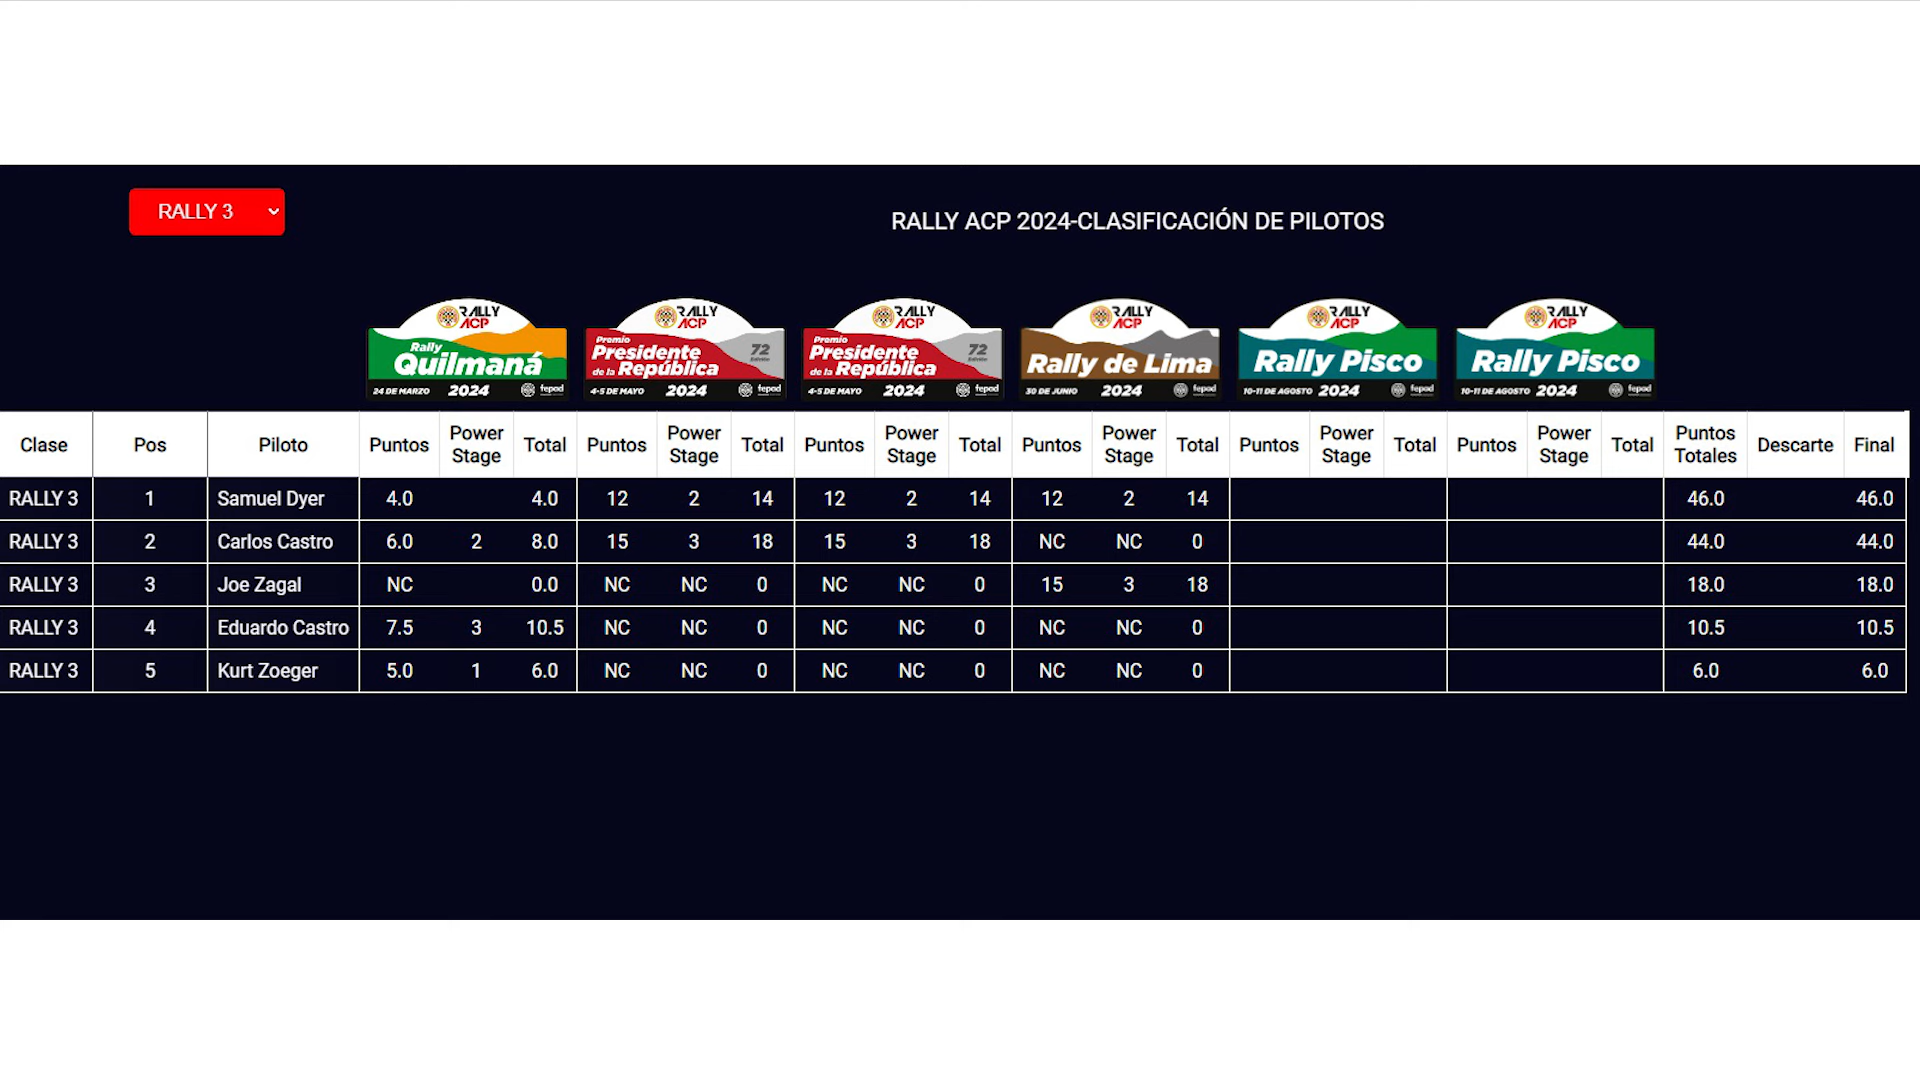 RALLY 3
RALLY ACP 2024-CLASIFICACIÓN DE PILOTOS
RALLY ACP
Rally Quilmaná
24 DE MARZO 2024 fepad
RALLY ACP
Premio Presidente de la República
72 Edición
4-5 DE MAYO 2024 fepad
RALLY ACP
Premio Presidente de la República
72 Edición
4-5 DE MAYO 2024 fepad
RALLY ACP
Rally de Lima
30 DE JUNIO 2024 fepad
RALLY ACP
Rally Pisco
10-11 DE AGOSTO 2024 fepad
RALLY ACP
Rally Pisco
10-11 DE AGOSTO 2024 fepad
Clase Pos Piloto Puntos Power Stage Total Puntos Power Stage Total Puntos Power Stage Total Puntos Power Stage Total Puntos Power Stage Total Puntos Power Stage Total Puntos Totales Descarte Final
RALLY 3 1 Samuel Dyer 4.0 4.0 12 2 14 12 2 14 12 2 14 46.0 46.0
RALLY 3 2 Carlos Castro 6.0 2 8.0 15 3 18 15 3 18 NC NC 0 44.0 44.0
RALLY 3 3 Joe Zagal NC 0.0 NC NC 0 NC NC 0 15 3 18 18.0 18.0
RALLY 3 4 Eduardo Castro 7.5 3 10.5 NC NC 0 NC NC 0 NC NC 0 10.5 10.5
RALLY 3 5 Kurt Zoeger 5.0 1 6.0 NC NC 0 NC NC 0 NC NC 0 6.0 6.0